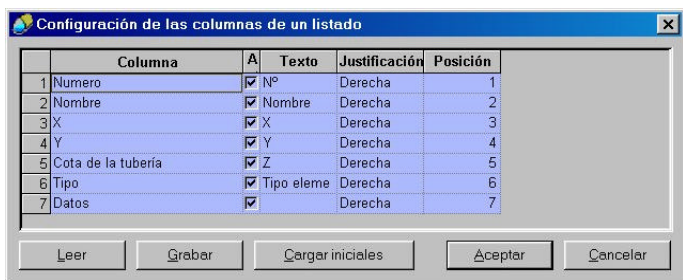 Configuración de las columnas de un listado
Columna A Texto Justificación Posición
1 Numero Nº Derecha 1
2 Nombre Nombre Derecha 2
3 X X Derecha 3
4 Y Y Derecha 4
5 Cota de la tubería Z Derecha 5
6 Tipo Tipo eleme Derecha 6
7 Datos Derecha 7
Leer Grabar Cargar iniciales Aceptar Cancelar